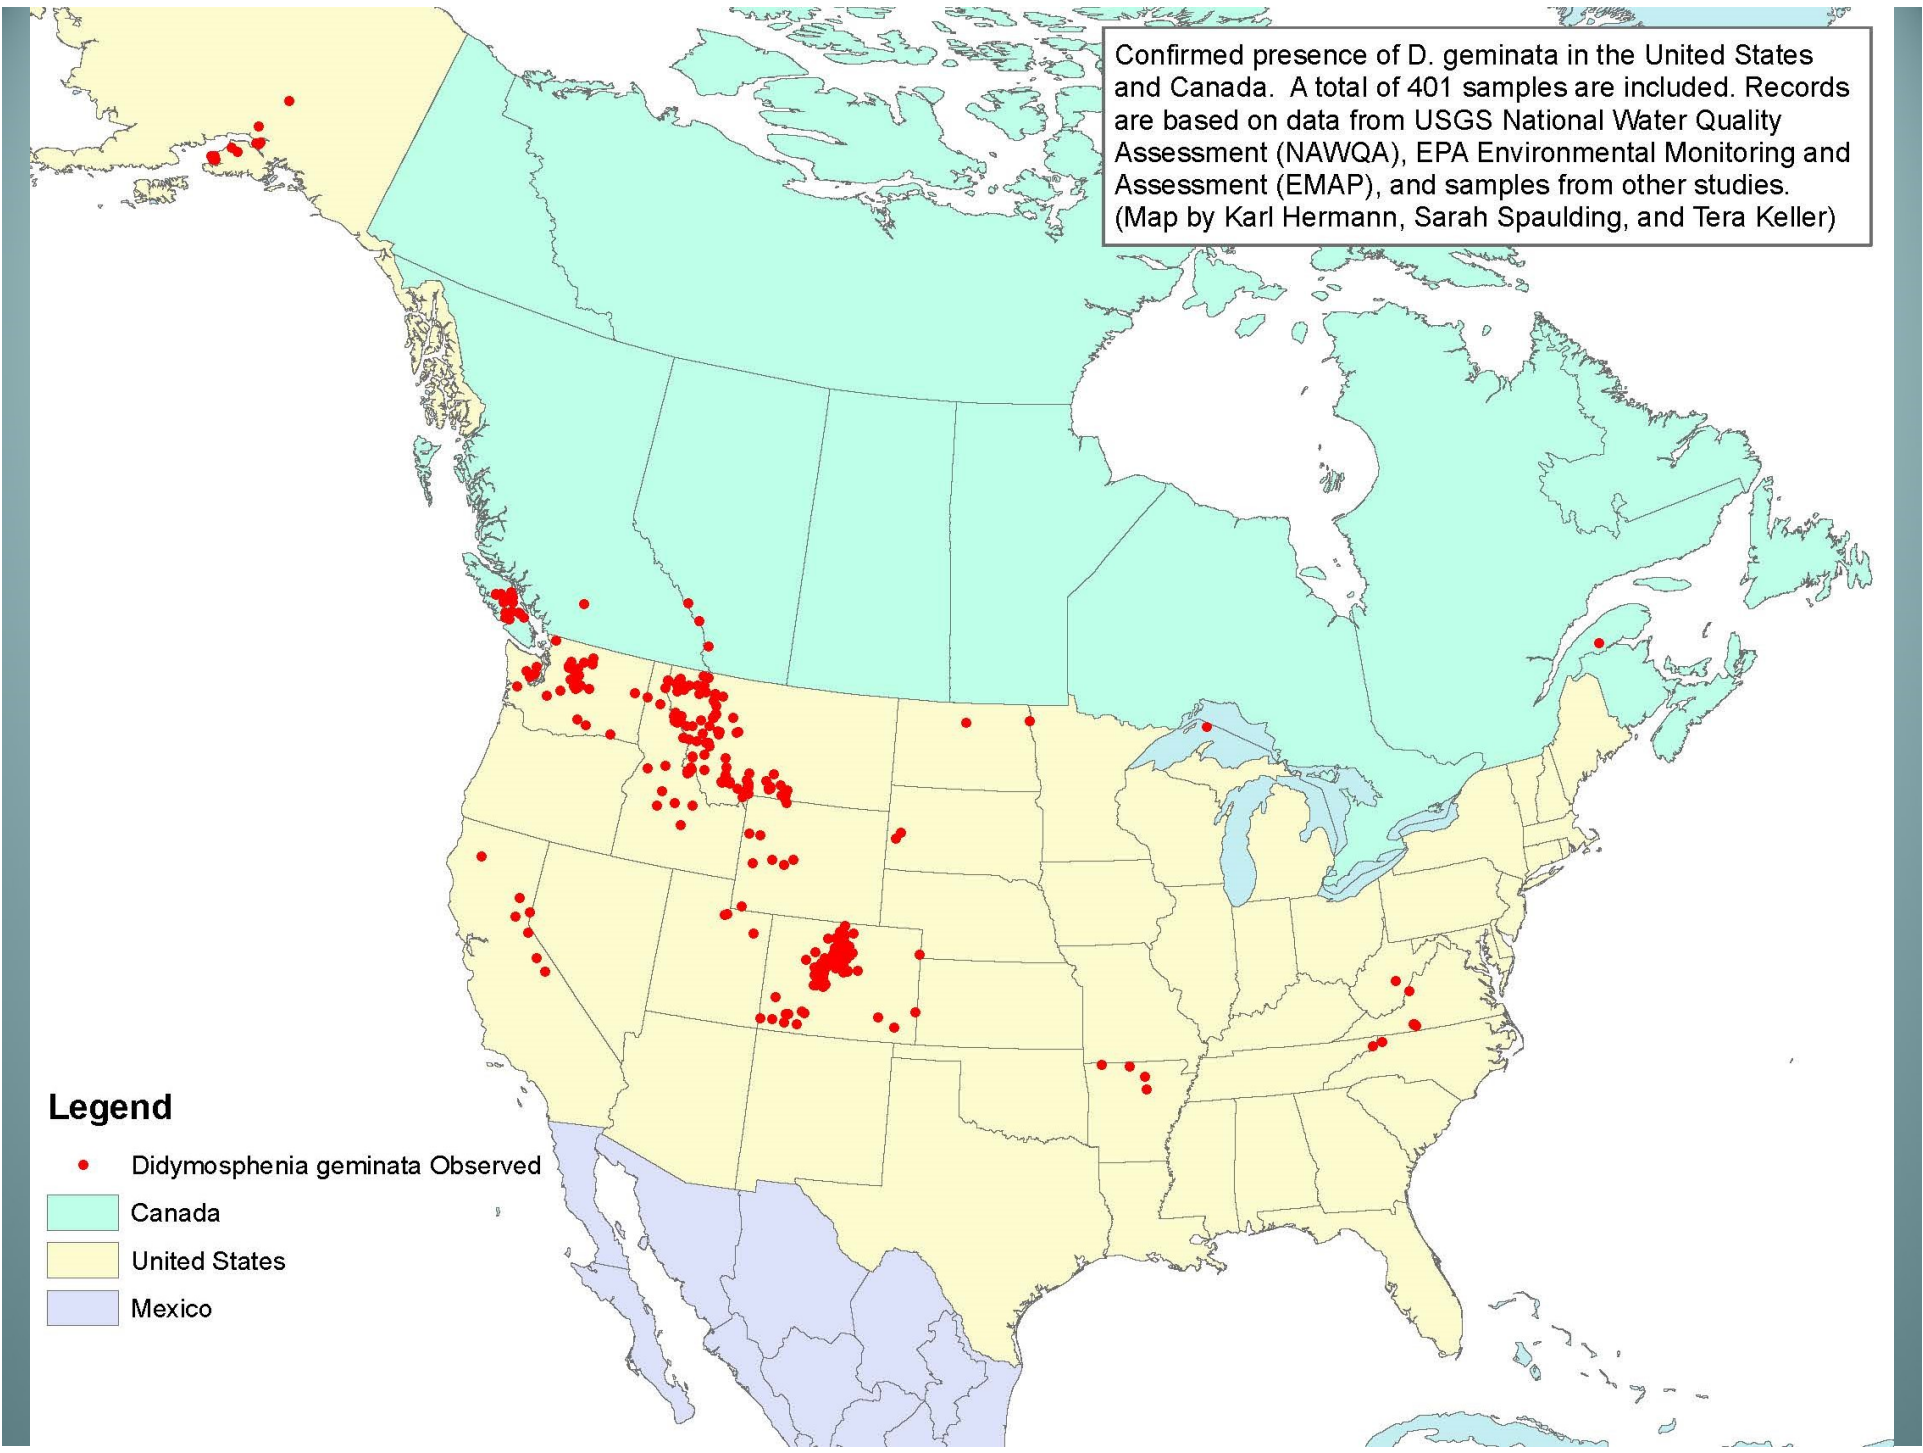 Confirmed presence of D. geminata in the United States
and Canada.  A total of 401 samples are included. Records
are based on data from USGS National Water Quality
Assessment (NAWQA), EPA Environmental Monitoring and
Assessment (EMAP), and samples from other studies.
(Map by Karl Hermann, Sarah Spaulding, and Tera Keller)
Legend
Didymosphenia geminata Observed
Canada
United States
Mexico